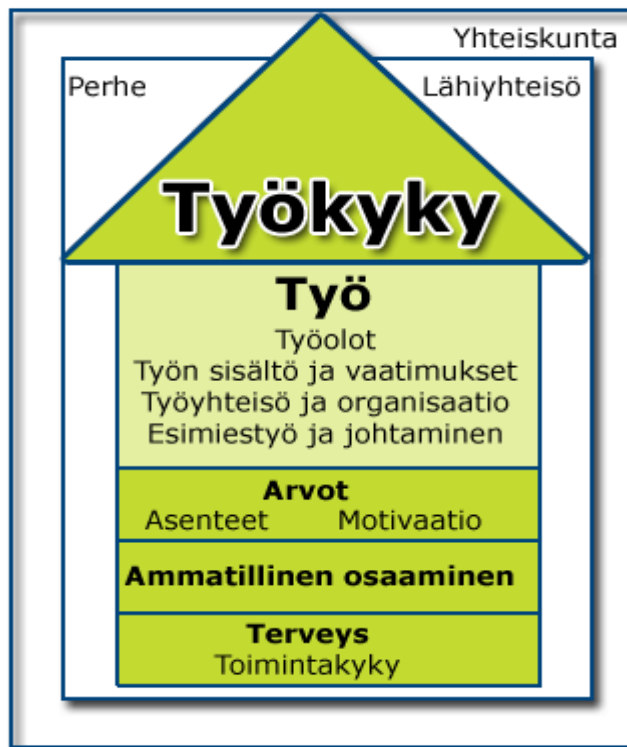 Yhteiskunta
Perhe
Lähiyhteisö
Työkyky
Työ
Työolot
Työn sisältö ja vaatimukset
Työyhteisö ja organisaatio
Esimiestyö ja johtaminen
Arvot
Asenteet Motivaatio
Ammatillinen osaaminen
Terveys
Toimintakyky